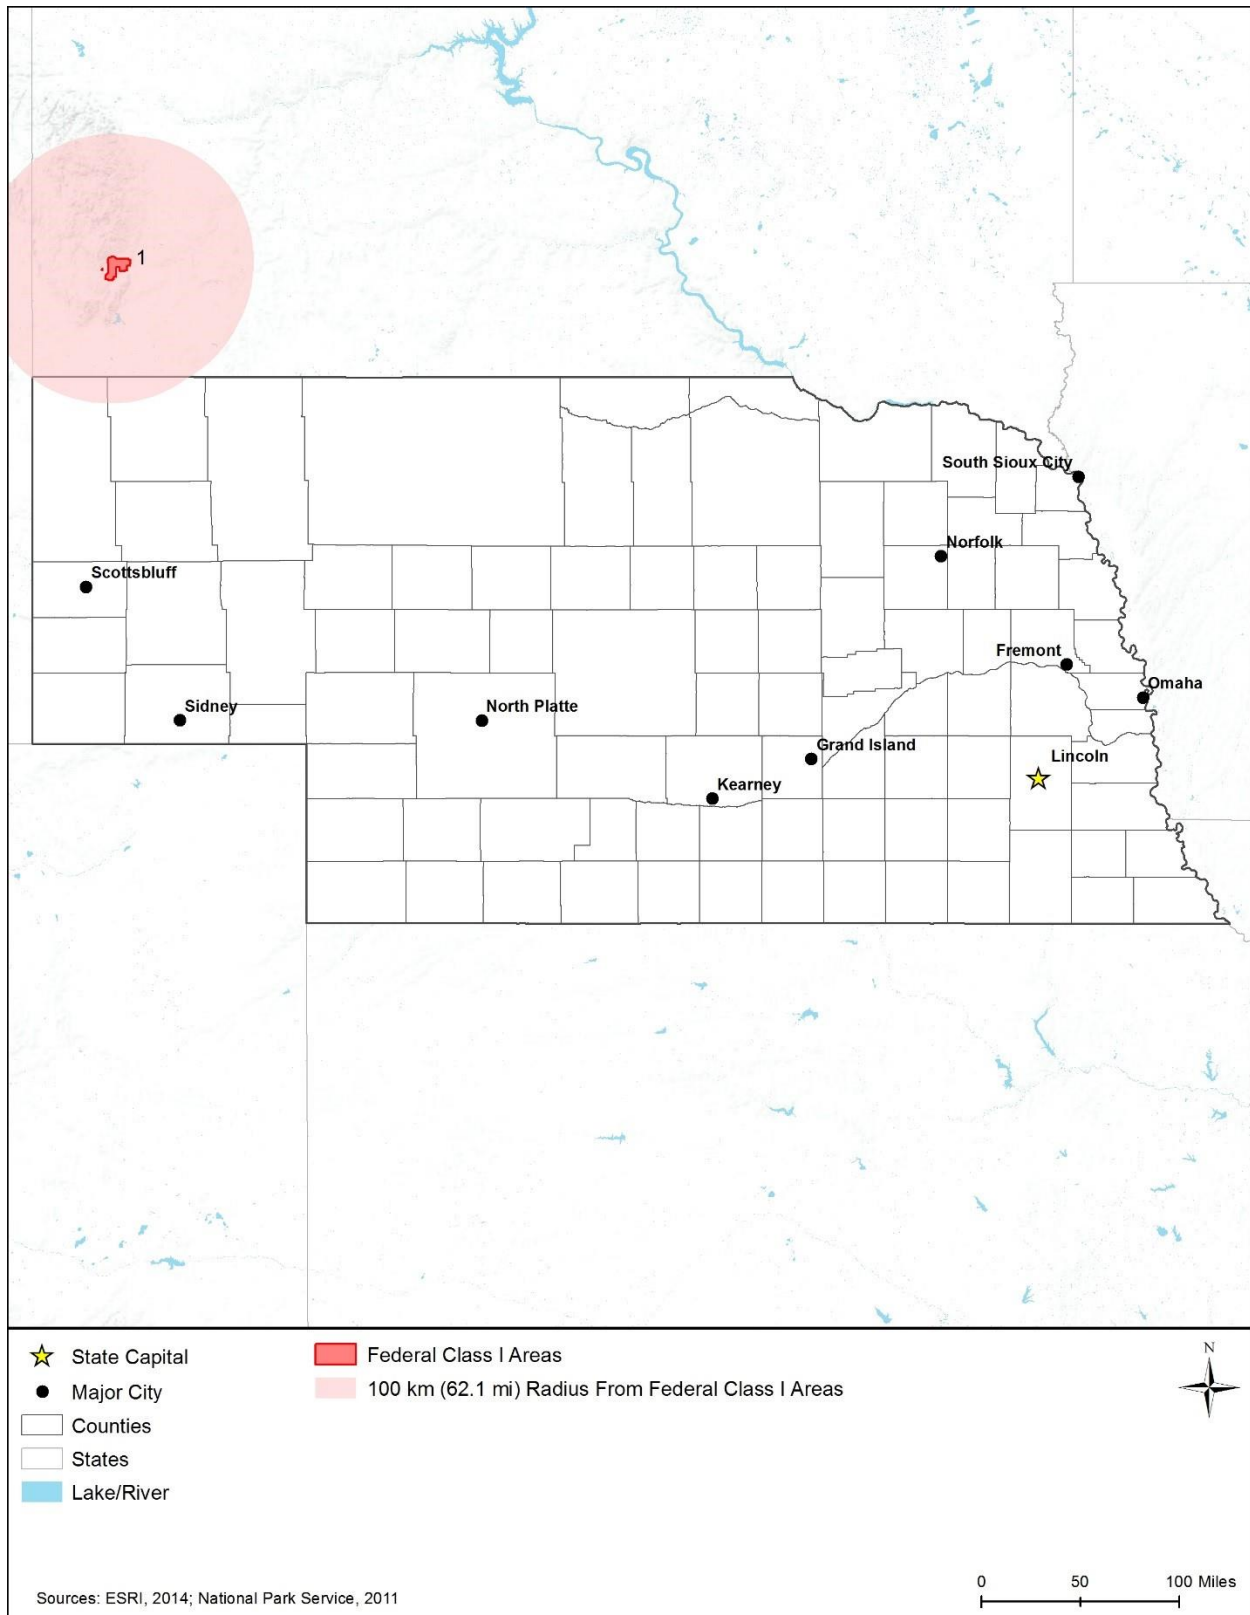 1
South Sioux City
Norfolk
Scottsbluff
Fremont
Omaha
Sidney
North Platte
Grand Island
Lincoln
Kearney
State Capital
Major City
Counties
States
Lake/River
Federal Class I Areas
100 km (62.1 mi) Radius From Federal Class I Areas
N
Sources: ESRI, 2014; National Park Service, 2011
0 50 100 Miles